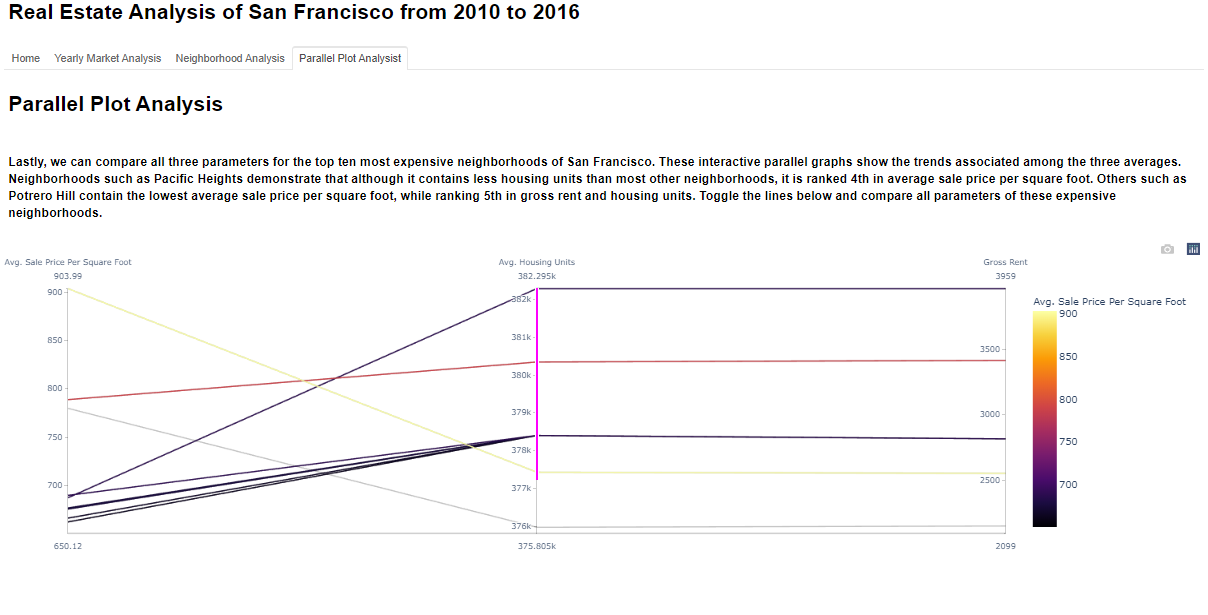 Real Estate Analysis of San Francisco from 2010 to 2016
Home Yearly Market Analysis Neighborhood Analysis Parallel Plot Analysist
Parallel Plot Analysis
Lastly, we can compare all three parameters for the top ten most expensive neighborhoods of San Francisco. These interactive parallel graphs show the trends associated among the three averages.
Neighborhoods such as Pacific Heights demonstrate that although it contains less housing units than most other neighborhoods, it is ranked 4th in average sale price per square foot. Others such as
Potrero Hill contain the lowest average sale price per square foot, while ranking 5th in gross rent and housing units. Toggle the lines below and compare all parameters of these expensive
neighborhoods.
Avg. Sale Price Per Square Foot
903.99
900
850
800
750
700
650.12
Avg. Housing Units
382.295k
382k
381k
380k
379k
378k
377k
376k
375.805k
Gross Rent
3959
3500
3000
2500
2099
Avg. Sale Price Per Square Foot
900
850
800
750
700